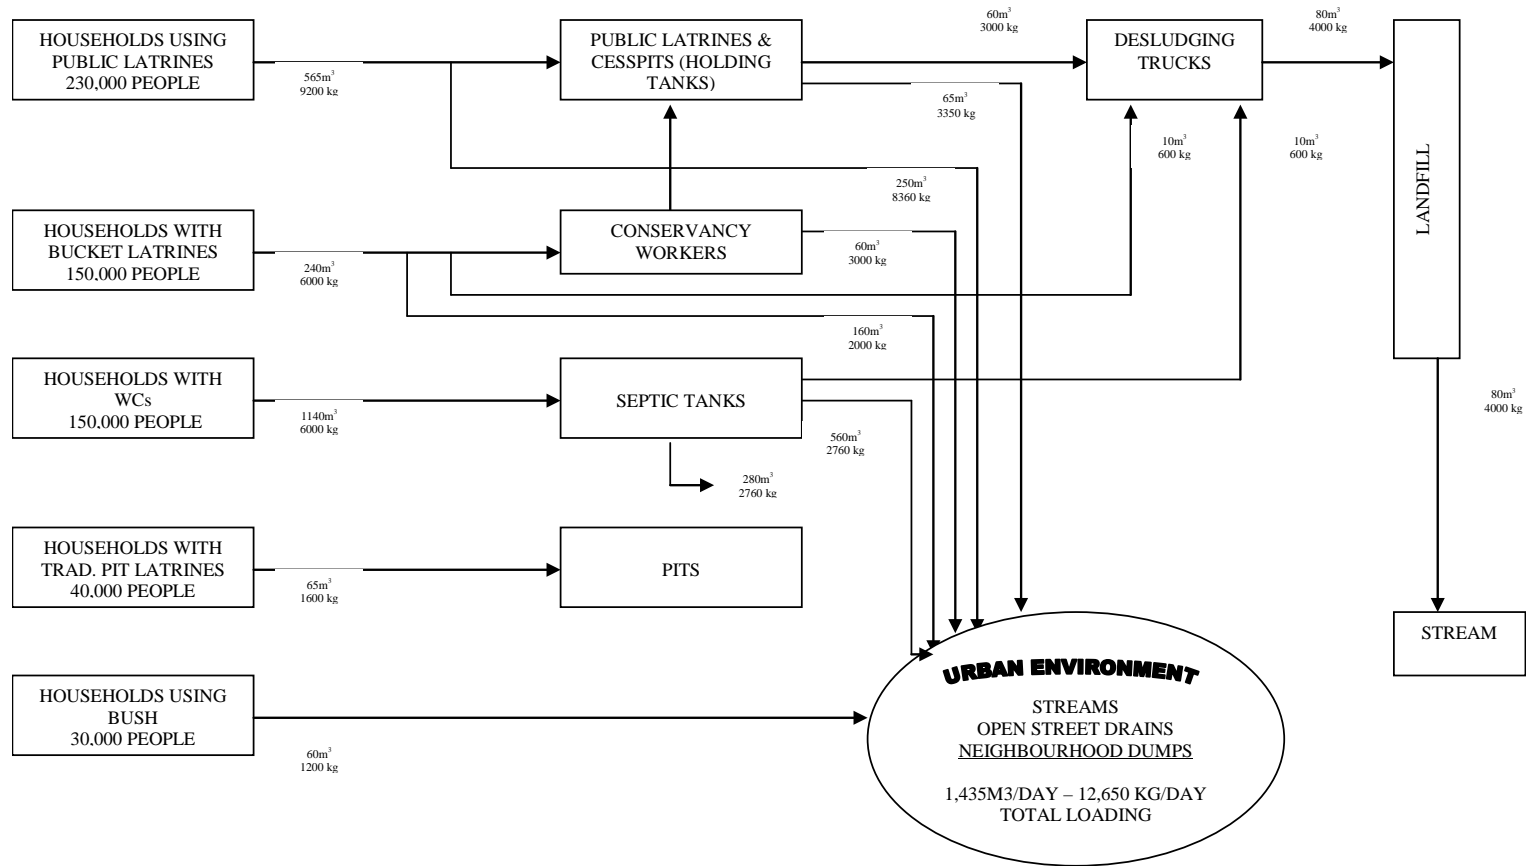 HOUSEHOLDS USING
PUBLIC LATRINES
230,000 PEOPLE
565m³
9200 kg
PUBLIC LATRINES &
CESSPITS (HOLDING
TANKS)
60m³
3000 kg
65m³
3350 kg
DESLUDGING
TRUCKS
80m³
4000 kg
10m³
600 kg
10m³
600 kg
LANDFILL
250m³
8360 kg
HOUSEHOLDS WITH
BUCKET LATRINES
150,000 PEOPLE
240m³
6000 kg
CONSERVANCY
WORKERS
60m³
3000 kg
160m³
2000 kg
HOUSEHOLDS WITH
WCs
150,000 PEOPLE
1140m³
6000 kg
SEPTIC TANKS
560m³
2760 kg
280m³
2760 kg
80m³
4000 kg
HOUSEHOLDS WITH
TRAD. PIT LATRINES
40,000 PEOPLE
65m³
1600 kg
PITS
STREAM
HOUSEHOLDS USING
BUSH
30,000 PEOPLE
60m³
1200 kg
URBAN ENVIRONMENT
STREAMS
OPEN STREET DRAINS
NEIGHBOURHOOD DUMPS
1,435M3/DAY – 12,650 KG/DAY
TOTAL LOADING